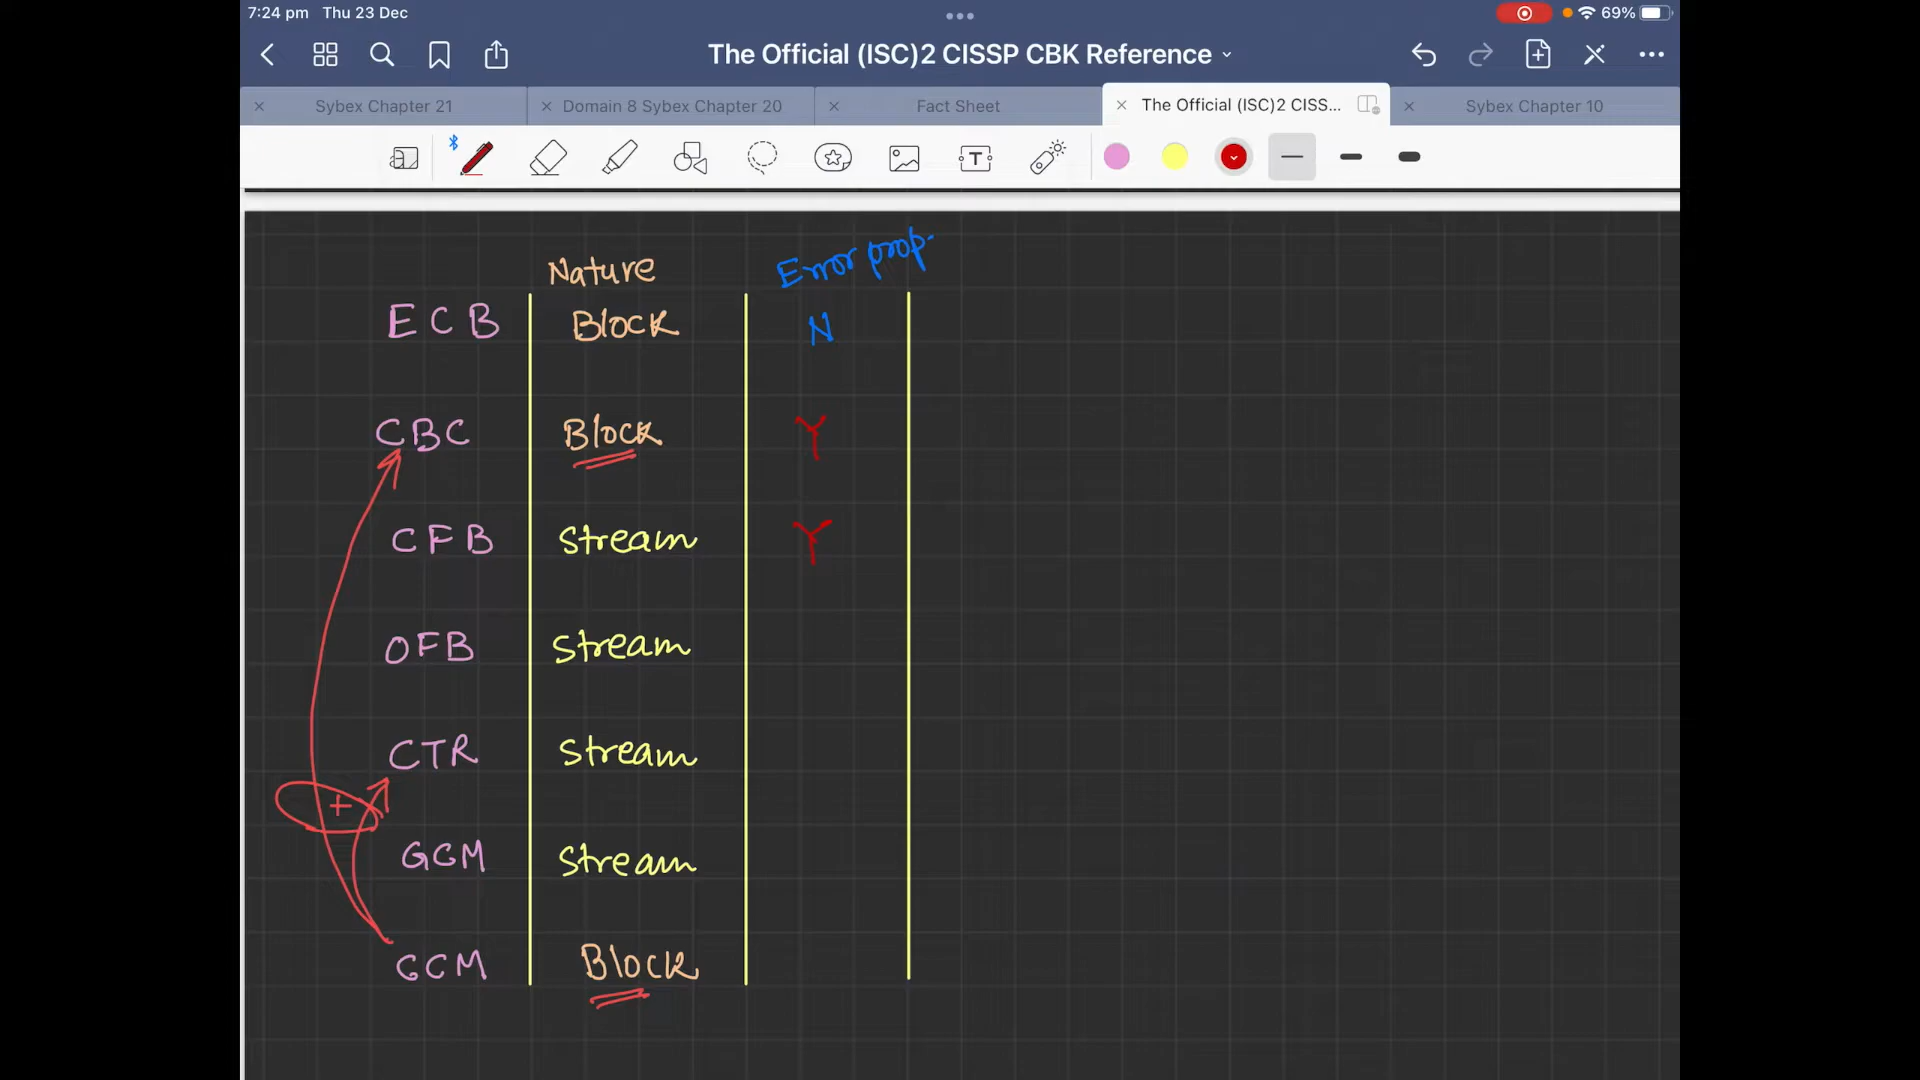 7:24 pm Thu 23 Dec
69%
The Official (ISC)2 CISSP CBK Reference
Sybex Chapter 21
Domain 8 Sybex Chapter 20
Fact Sheet
The Official (ISC)2 CISS...
Sybex Chapter 10
Nature Error prop.
ECB Block N
CBC Block Y
CFB Stream Y
OFB Stream
CTR Stream
+
GCM Stream
CCM Block